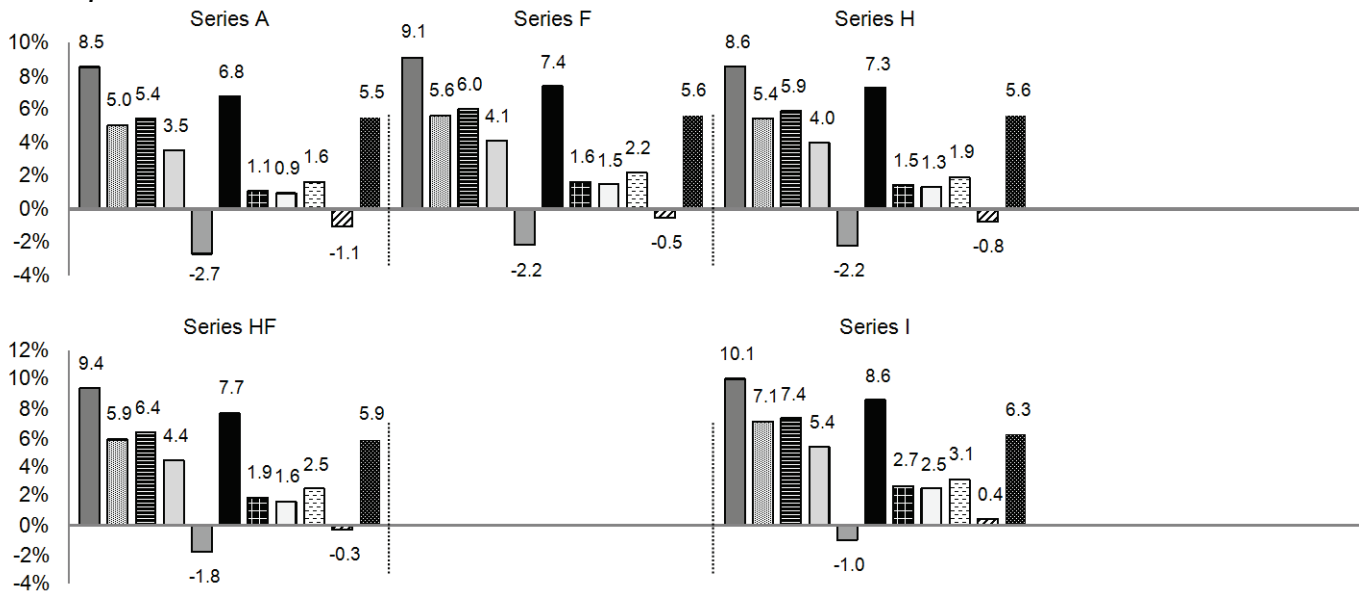 Series A Series F Series H
10% 8.5 9.1 8.6
8% 6.8 7.4 7.3
6% 5.0 5.4 5.5 5.6 6.0 5.6 5.4 5.9 5.6
4% 3.5 4.1 4.0
2% 1.1 0.9 1.6 1.6 1.5 2.2 1.5 1.3 1.9
0%
-2% -1.1 -0.5 -0.8
-4% -2.7 -2.2 -2.2
Series HF Series I
12%
10% 9.4 10.1
8% 7.7 8.6
6% 5.9 6.4 5.9 7.1 7.4 6.3
4% 4.4 5.4
2% 1.9 1.6 2.5 2.7 2.5 3.1 0.4
0%
-2% -0.3 -1.0
-4% -1.8